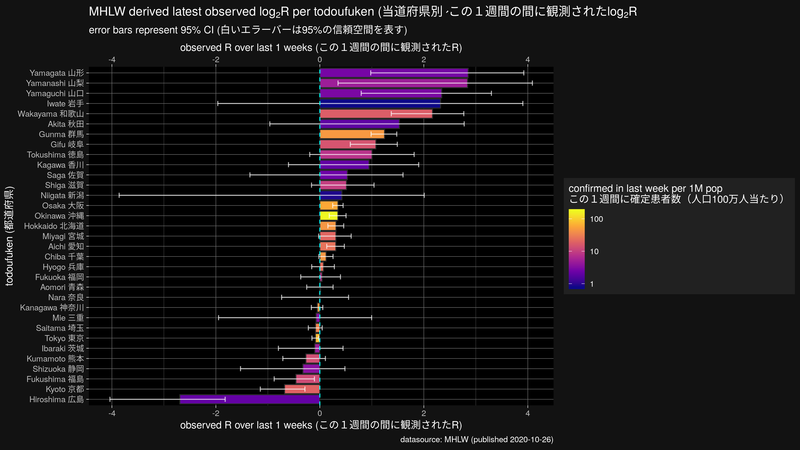 MHLW derived latest observed log₂R per todoufuken (当道府県別 この１週間の間に観測されたlog₂R
error bars represent 95% CI (白いエラーバーは95%の信頼空間を表す)
observed R over last 1 weeks (この１週間の間に観測されたR)
-4 -2 0 2 4
todoufuken (都道府県)
Yamagata 山形
Yamanashi 山梨
Yamaguchi 山口
Iwate 岩手
Wakayama 和歌山
Akita 秋田
Gunma 群馬
Gifu 岐阜
Tokushima 徳島
Kagawa 香川
Saga 佐賀
Shiga 滋賀
Niigata 新潟
Osaka 大阪
Okinawa 沖縄
Hokkaido 北海道
Miyagi 宮城
Aichi 愛知
Chiba 千葉
Hyogo 兵庫
Fukuoka 福岡
Aomori 青森
Nara 奈良
Kanagawa 神奈川
Mie 三重
Saitama 埼玉
Tokyo 東京
Ibaraki 茨城
Kumamoto 熊本
Shizuoka 静岡
Fukushima 福島
Kyoto 京都
Hiroshima 広島
-4 -2 0 2 4
observed R over last 1 weeks (この１週間の間に観測されたR)
confirmed in last week per 1M pop
この１週間に確定患者数（人口100万人当たり）
100
10
1
datasource: MHLW (published 2020-10-26)